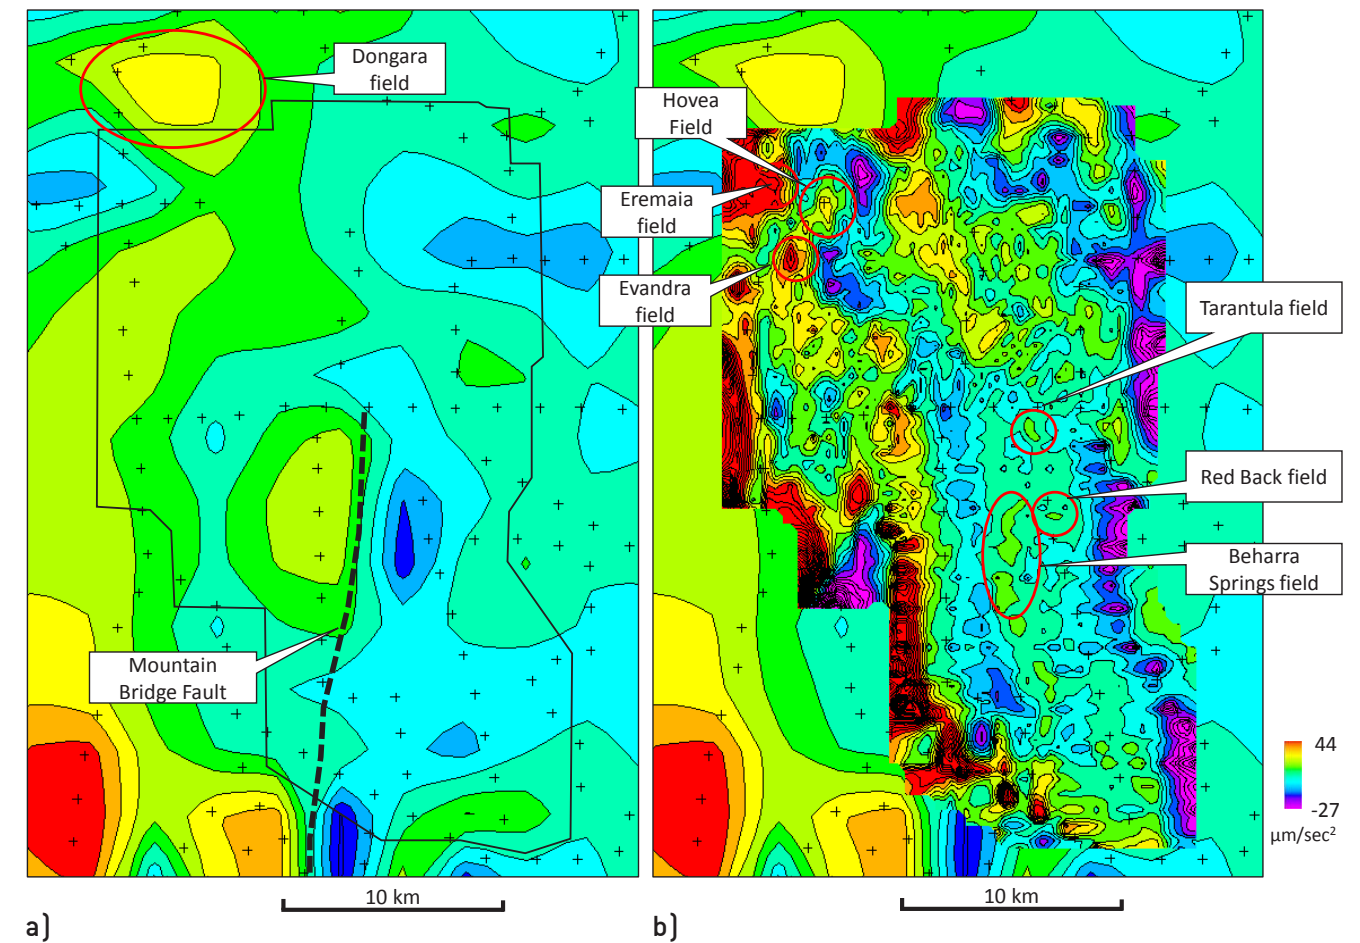 Dongara
field
Mountain
Bridge Fault
10 km
a)
Hovea
Field
Eremaia
field
Evandra
field
Tarantula field
Red Back field
Beharra
Springs field
44
-27
µm/sec²
10 km
b)